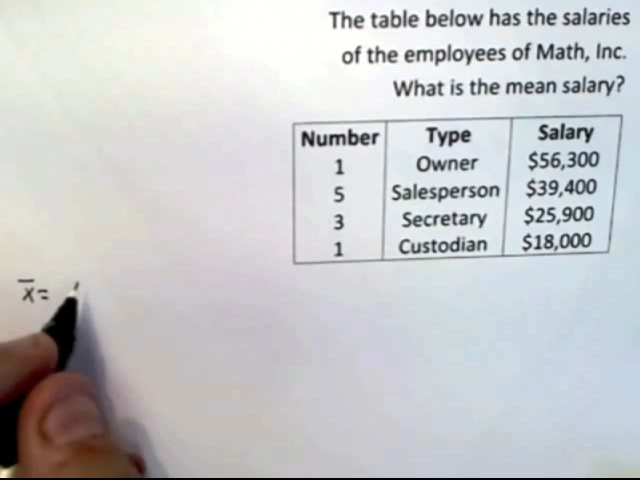 The table below has the salaries
of the employees of Math, Inc.
What is the mean salary?
Number Type Salary
1 Owner $56,300
5 Salesperson $39,400
3 Secretary $25,900
1 Custodian $18,000
x̅=